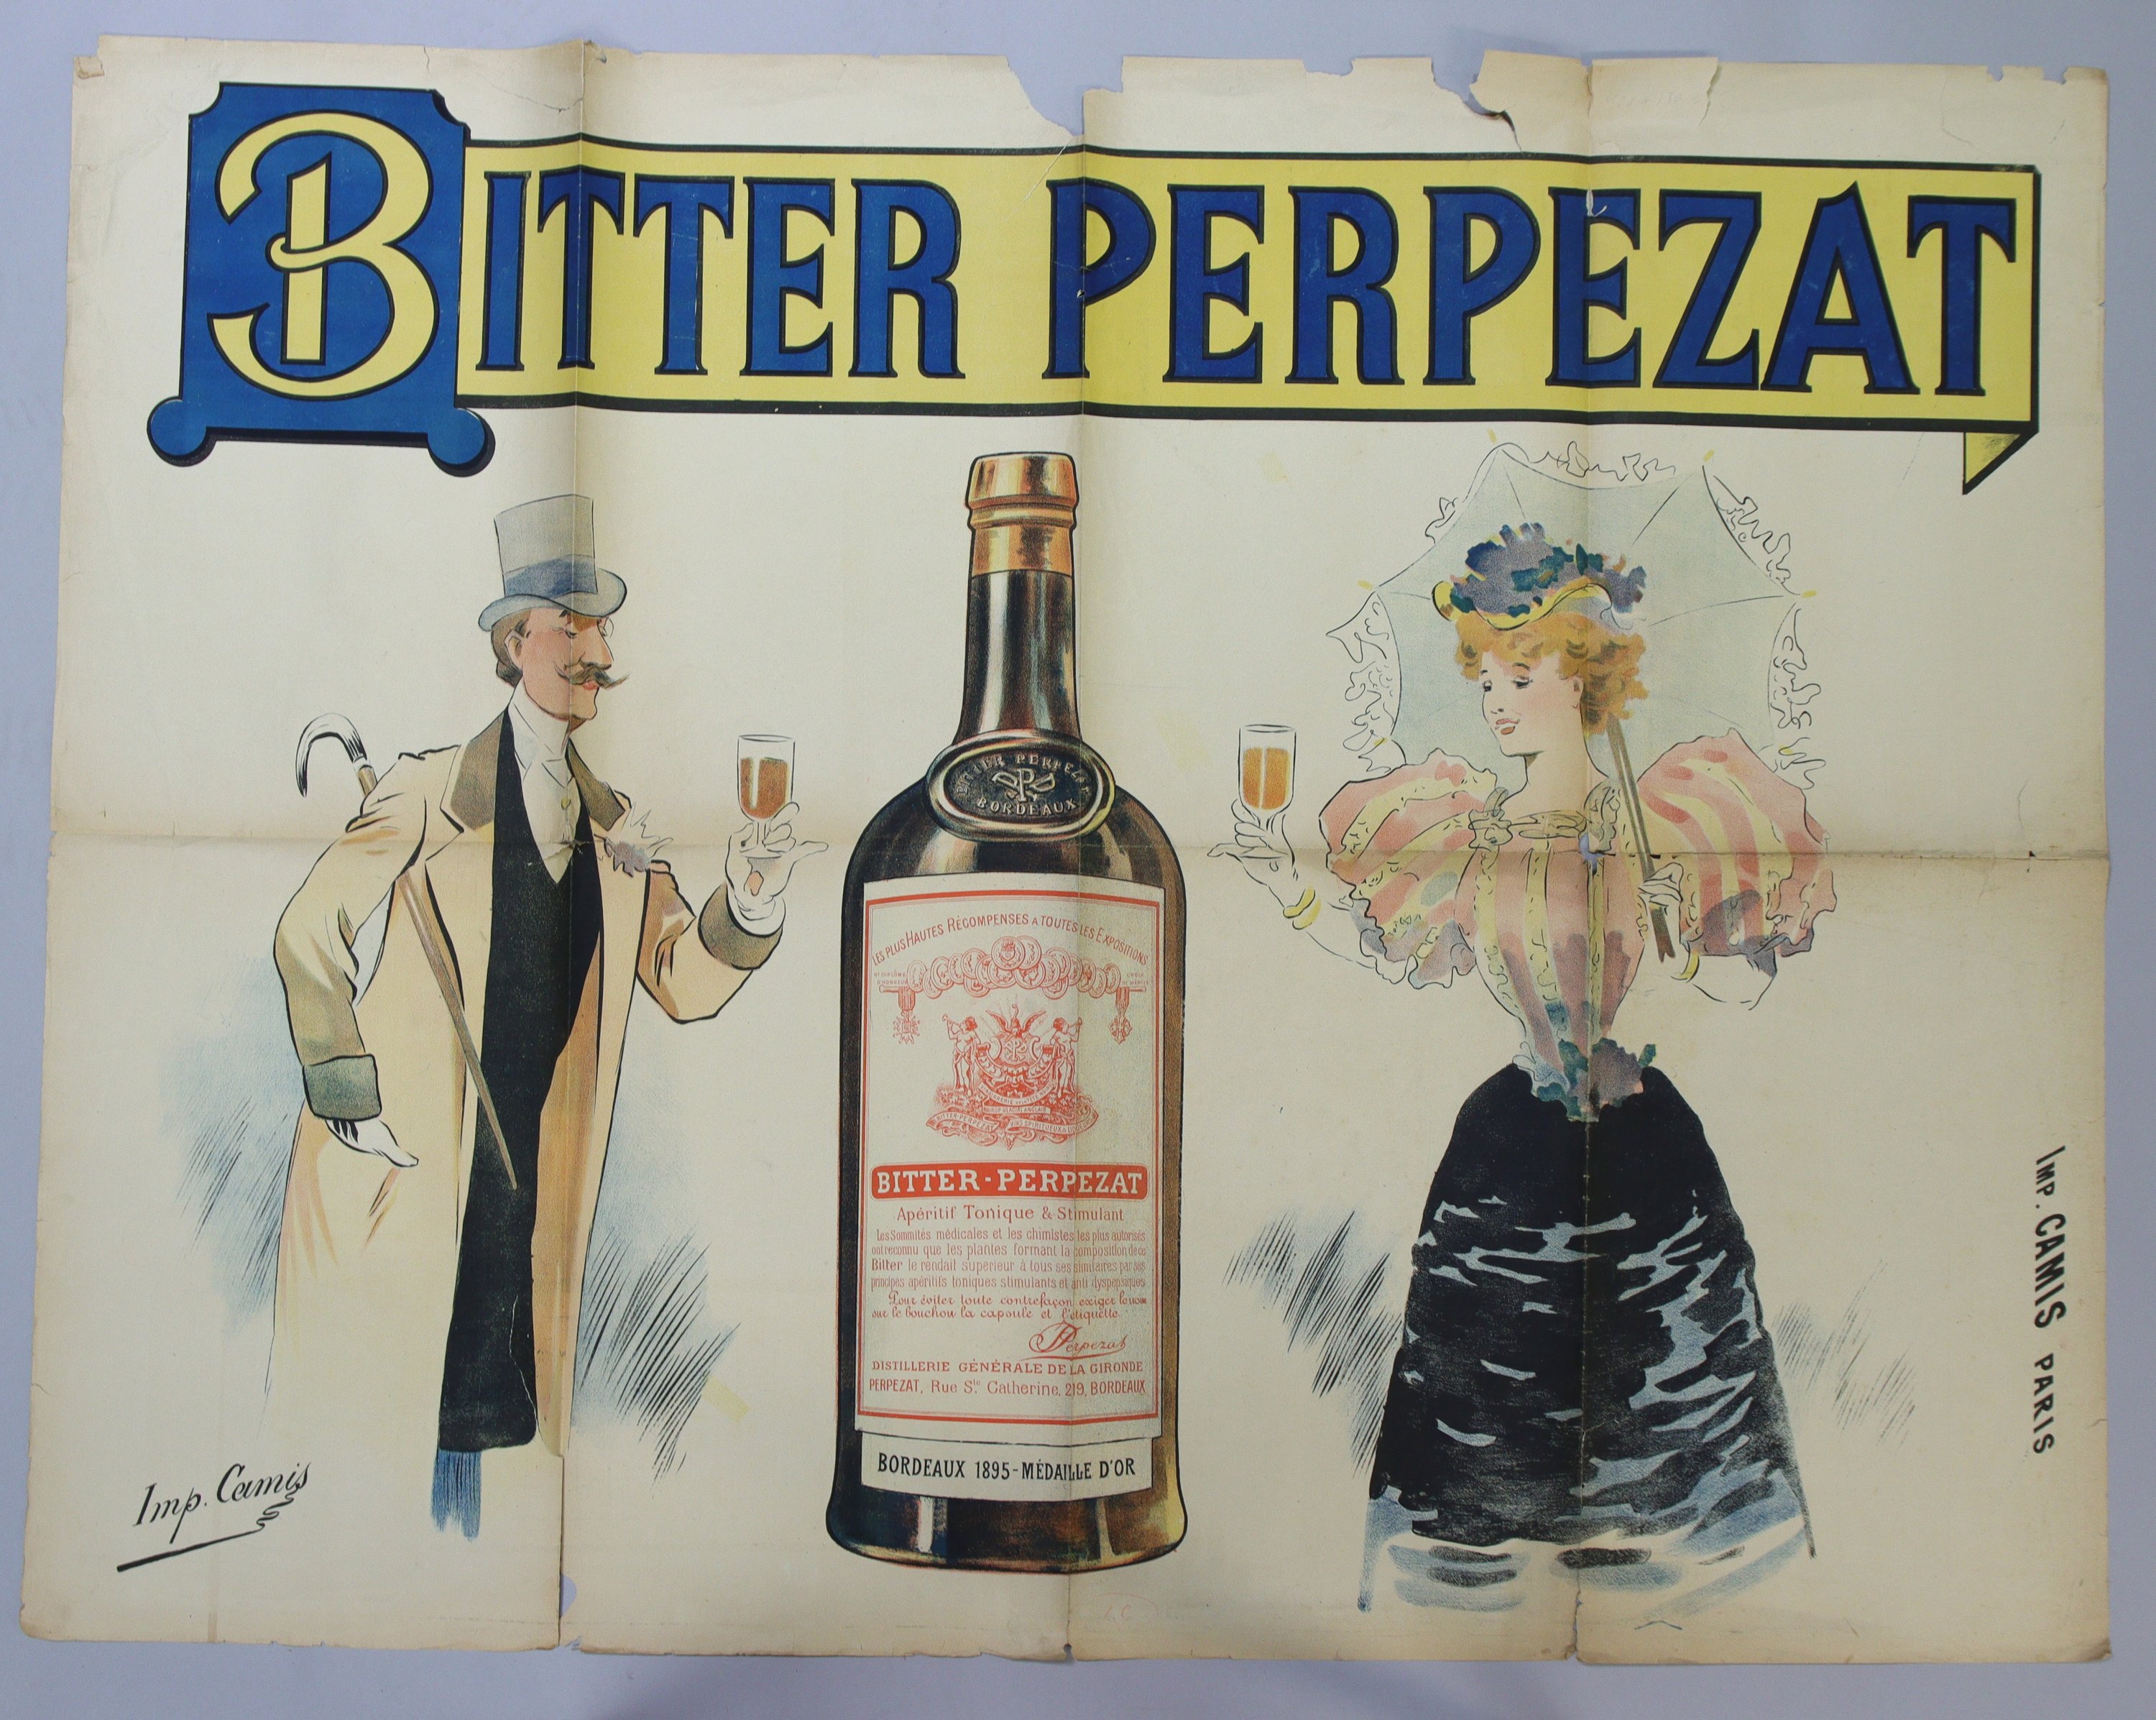 BITTER PERPEZAT
BITTER PERPEZAT
BORDEAUX
LES PLUS HAUTES RÉCOMPENSES A TOUTES LES EXPOSITIONS
BITTER-PERPEZAT
BITTER-PERPEZAT
Apéritif Tonique & Stimulant
Les Sommités médicales et les chimistes les plus autorisés
ont reconnu que les plantes formant la composition de ce
Bitter le rendait supérieur à tous ses similaires par ses
principes apéritifs toniques stimulants et anti dyspepsiques
Pour éviter toute contrefaçon exiger le nom
sur le bouchon la capsule et l'étiquette.
Perpezat
DISTILLERIE GÉNÉRALE DE LA GIRONDE
PERPEZAT, Rue Ste Catherine, 219, BORDEAUX
BORDEAUX 1895-MÉDAILLE D'OR
Imp. Camis
IMP. CAMIS PARIS